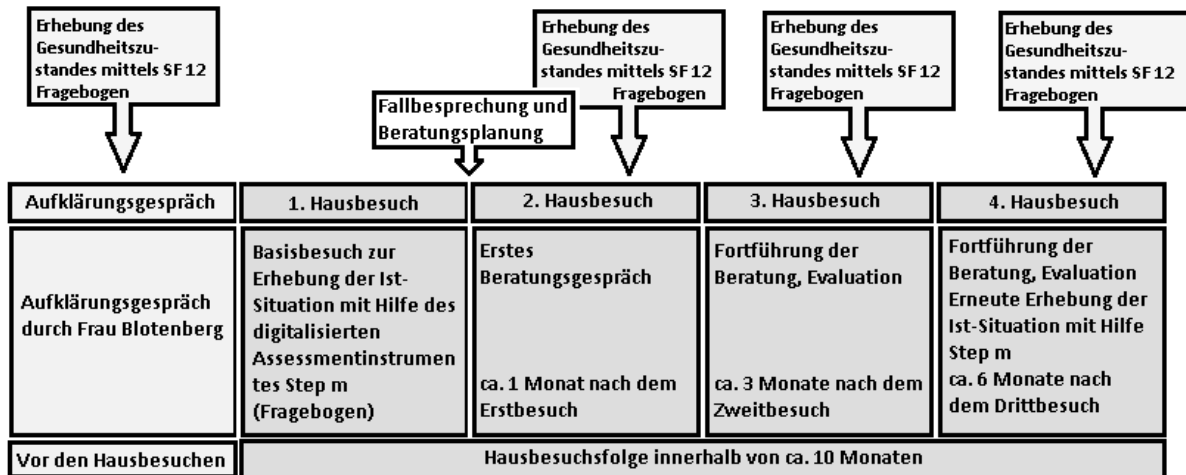 Erhebung des
Gesundheitszu-
standes mittels SF 12
Fragebogen
Erhebung des
Gesundheitszu-
standes mittels SF 12
Fragebogen
Erhebung des
Gesundheitszu-
standes mittels SF 12
Fragebogen
Erhebung des
Gesundheitszu-
standes mittels SF 12
Fragebogen
Fallbesprechung und
Beratungsplanung
Aufklärungsgespräch
1. Hausbesuch
2. Hausbesuch
3. Hausbesuch
4. Hausbesuch
Aufklärungsgespräch
durch Frau Blotenberg
Basisbesuch zur
Erhebung der Ist-
Situation mit Hilfe des
digitalisierten
Assessmentinstrumen
tes Step m
(Fragebogen)
Erstes
Beratungsgespräch
ca. 1 Monat nach dem
Erstbesuch
Fortführung der
Beratung, Evaluation
ca. 3 Monate nach dem
Zweitbesuch
Fortführung der
Beratung, Evaluation
Erneute Erhebung der
Ist-Situation mit Hilfe
Step m
ca. 6 Monate nach
dem Drittbesuch
Vor den Hausbesuchen
Hausbesuchsfolge innerhalb von ca. 10 Monaten